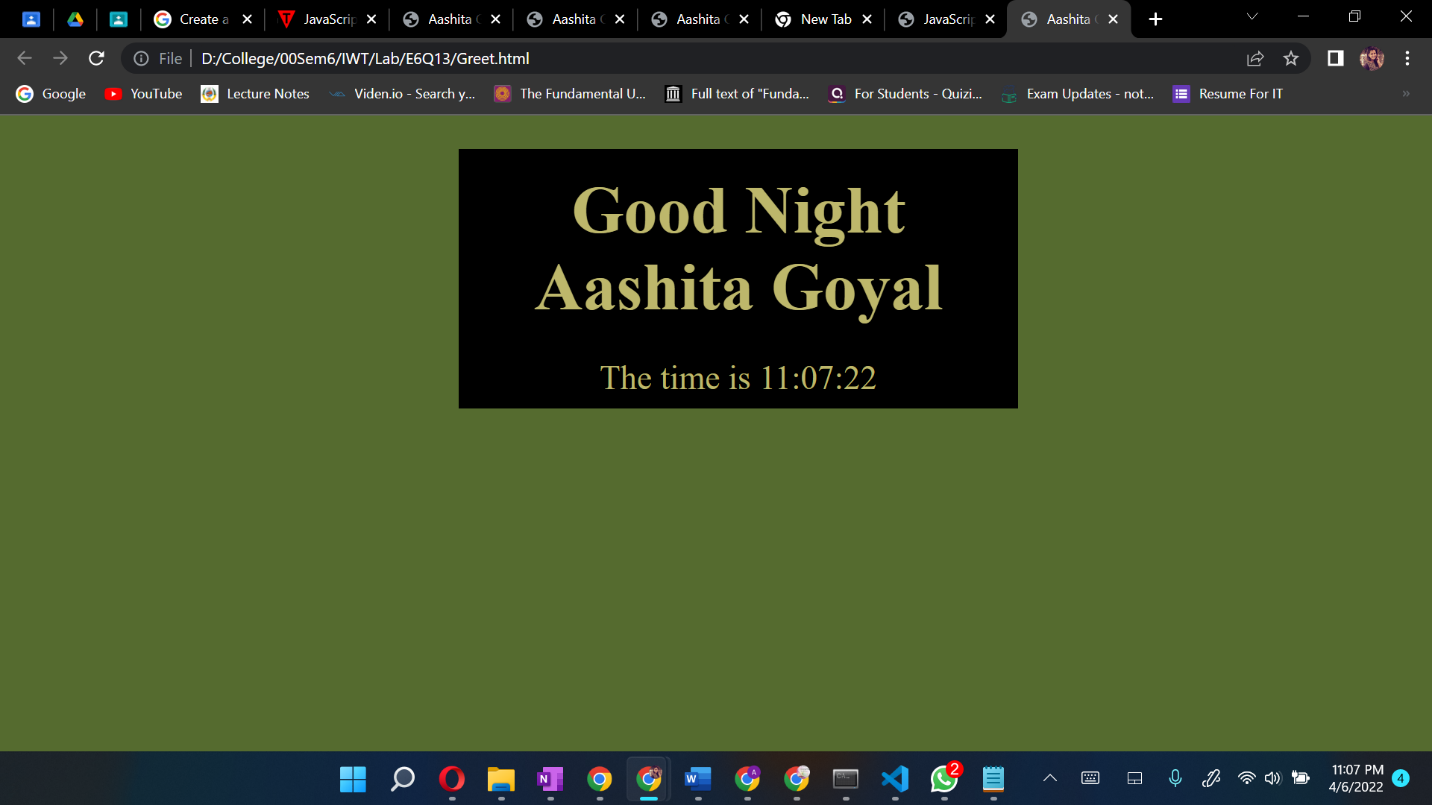 Create a
JavaScrip
Aashita G
Aashita G
Aashita G
New Tab
JavaScrip
Aashita G
File
D:/College/00Sem6/IWT/Lab/E6Q13/Greet.html
Google
YouTube
Lecture Notes
Viden.io - Search y...
The Fundamental U...
Full text of "Funda...
For Students - Quizi...
Exam Updates - not...
Resume For IT
Good Night
Aashita Goyal
The time is 11:07:22
2
11:07 PM
4/6/2022
4